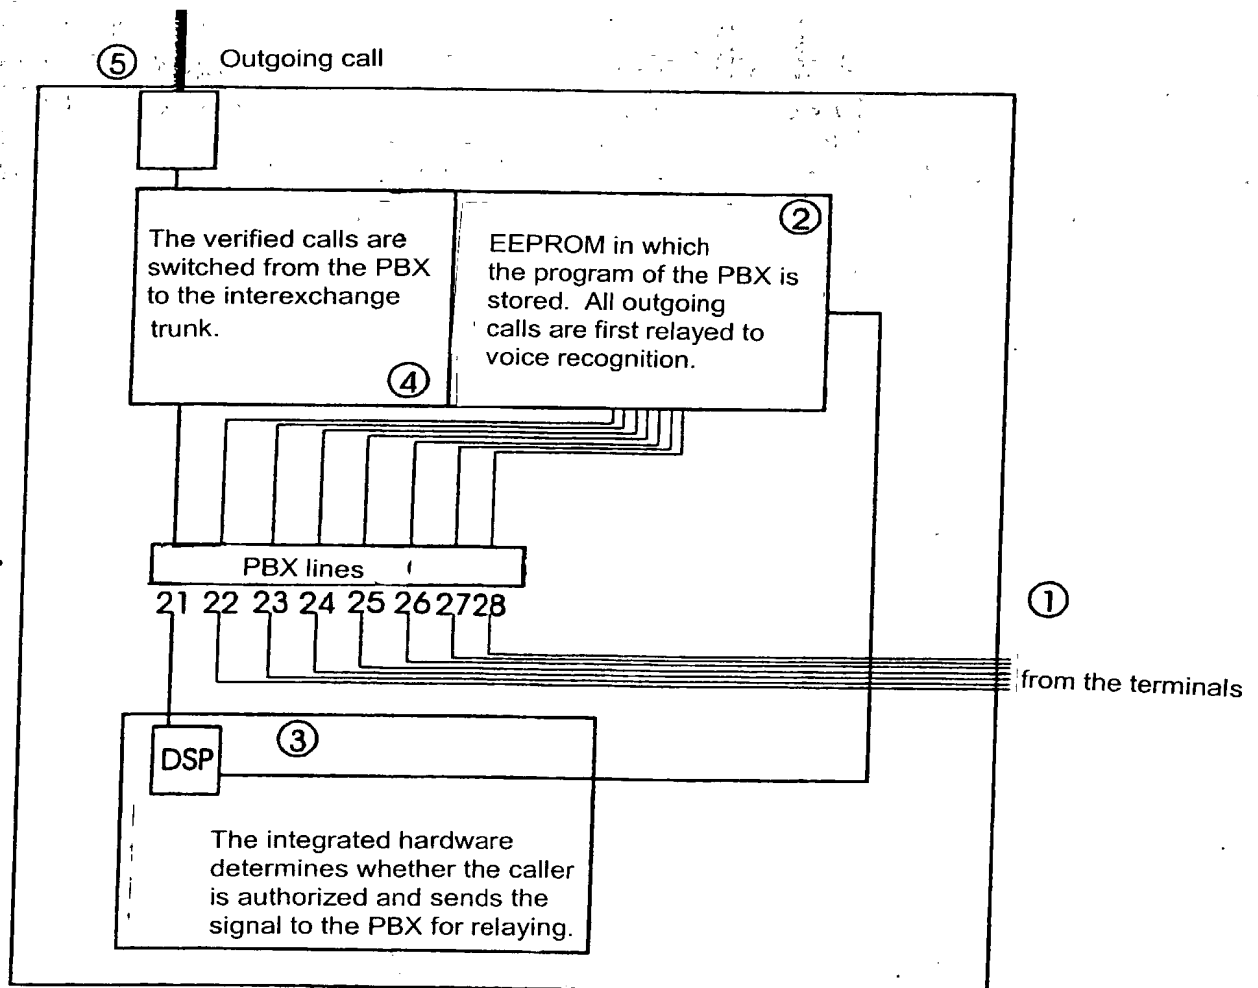 ⑤ Outgoing call
The verified calls are
switched from the PBX
to the interexchange
trunk.
④
②
EEPROM in which
the program of the PBX is
stored. All outgoing
calls are first relayed to
voice recognition.
PBX lines
21 22 23 24 25 26 27 28
①
from the terminals
③
DSP
The integrated hardware
determines whether the caller
is authorized and sends the
signal to the PBX for relaying.